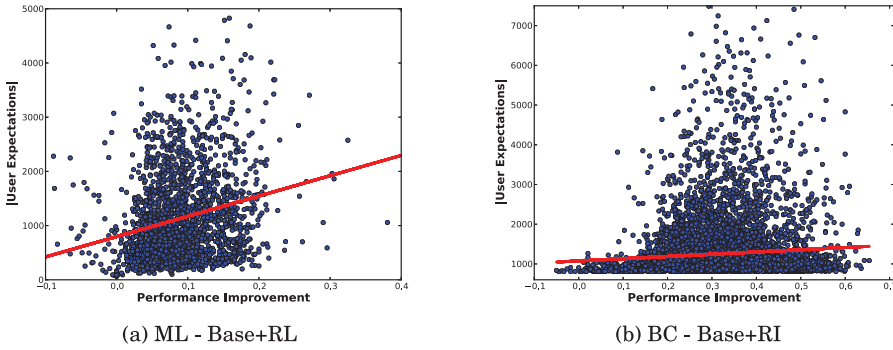 5000
4000
3000
2000
1000
0
−0.1 0.0 0.1 0.2 0.3 0.4
|User Expectations|
Performance Improvement
(a) ML - Base+RL
7000
6000
5000
4000
3000
2000
1000
−0.1 0.0 0.1 0.2 0.3 0.4 0.5 0.6 0.7
|User Expectations|
Performance Improvement
(b) BC - Base+RI